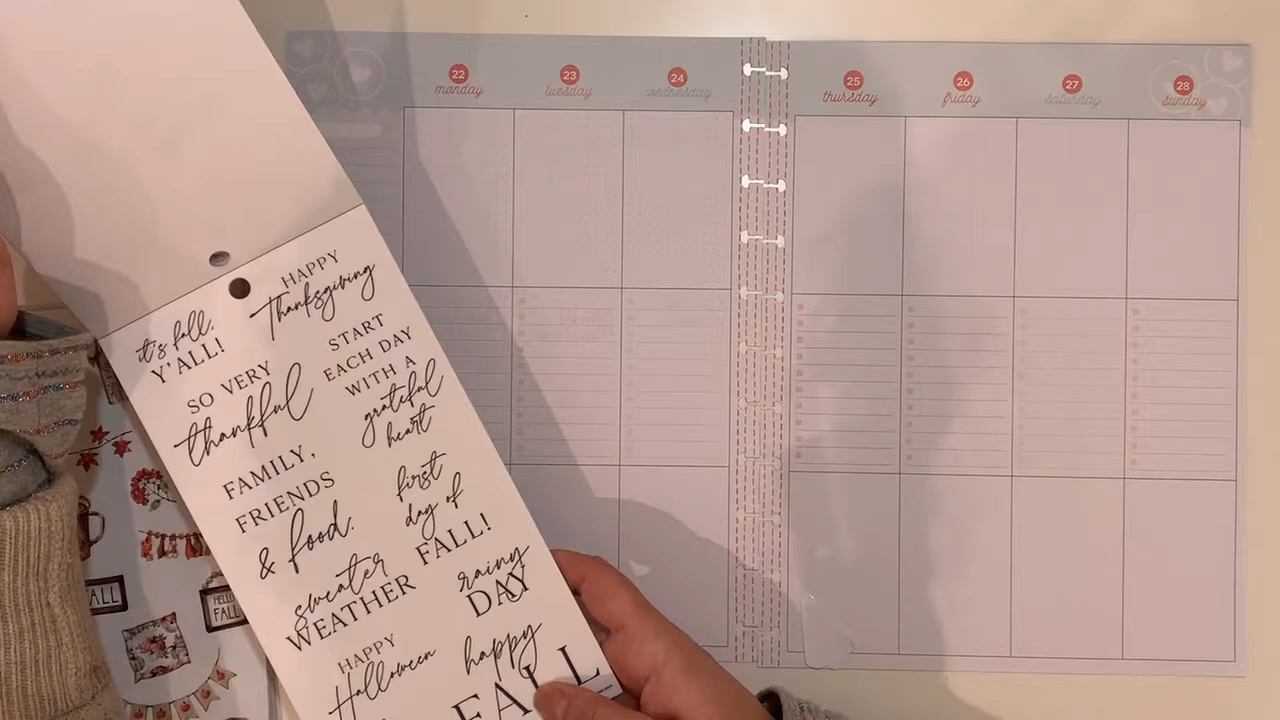 22 23 24 25 26 27 28
monday tuesday wednesday thursday friday saturday sunday
HAPPY
Thanksgiving
it's fall,
Y'ALL!
START
EACH DAY
WITH A
grateful
heart
SO VERY
thankful
FAMILY,
FRIENDS
& food.
first
day of
FALL!
sweater
WEATHER
rainy
DAY
HAPPY
Halloween
happy
FALL
FALL
HELLO
FALL